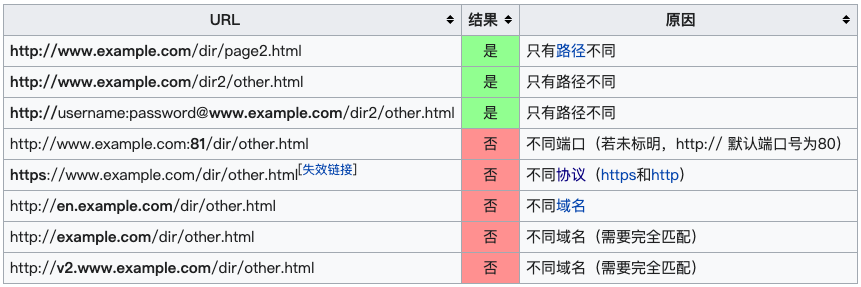 URL 结果 原因
http://www.example.com/dir/page2.html 是 只有路径不同
http://www.example.com/dir2/other.html 是 只有路径不同
http://username:password@www.example.com/dir2/other.html 是 只有路径不同
http://www.example.com:81/dir/other.html 否 不同端口（若未标明，http:// 默认端口号为80）
https://www.example.com/dir/other.html[失效链接] 否 不同协议（https和http）
http://en.example.com/dir/other.html 否 不同域名
http://example.com/dir/other.html 否 不同域名（需要完全匹配）
http://v2.www.example.com/dir/other.html 否 不同域名（需要完全匹配）